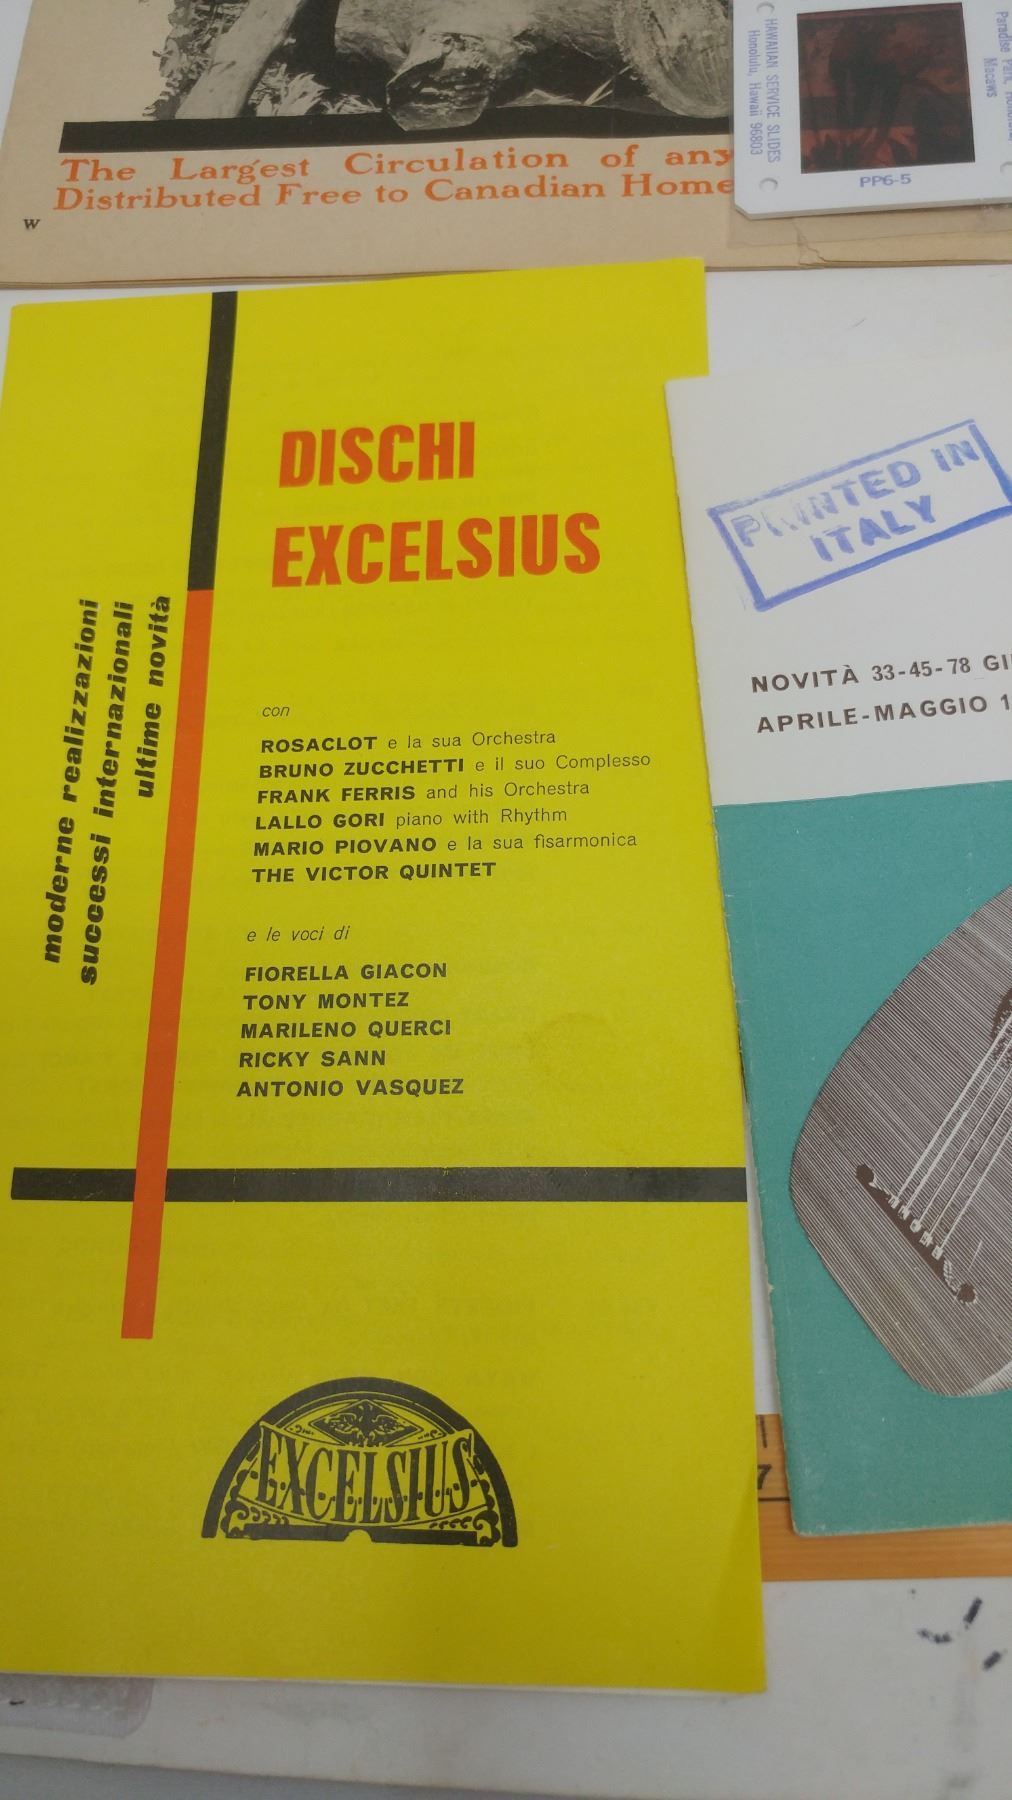 The Largest Circulation of any
Distributed Free to Canadian Home
W
HAWAIIAN SERVICE SLIDES
Honolulu, Hawaii 96803
Paradise Park,
Macaws
PP6-5
DISCHI
EXCELSIUS
moderne realizzazioni
successi internazionali
ultime novità
con
ROSACLOT e la sua Orchestra
BRUNO ZUCCHETTI e il suo Complesso
FRANK FERRIS and his Orchestra
LALLO GORI piano with Rhythm
MARIO PIOVANO e la sua fisarmonica
THE VICTOR QUINTET
e le voci di
FIORELLA GIACON
TONY MONTEZ
MARILENO QUERCI
RICKY SANN
ANTONIO VASQUEZ
EXCELSIUS
PRINTED IN
ITALY
NOVITÀ 33-45-78 GI
APRILE-MAGGIO 1
7